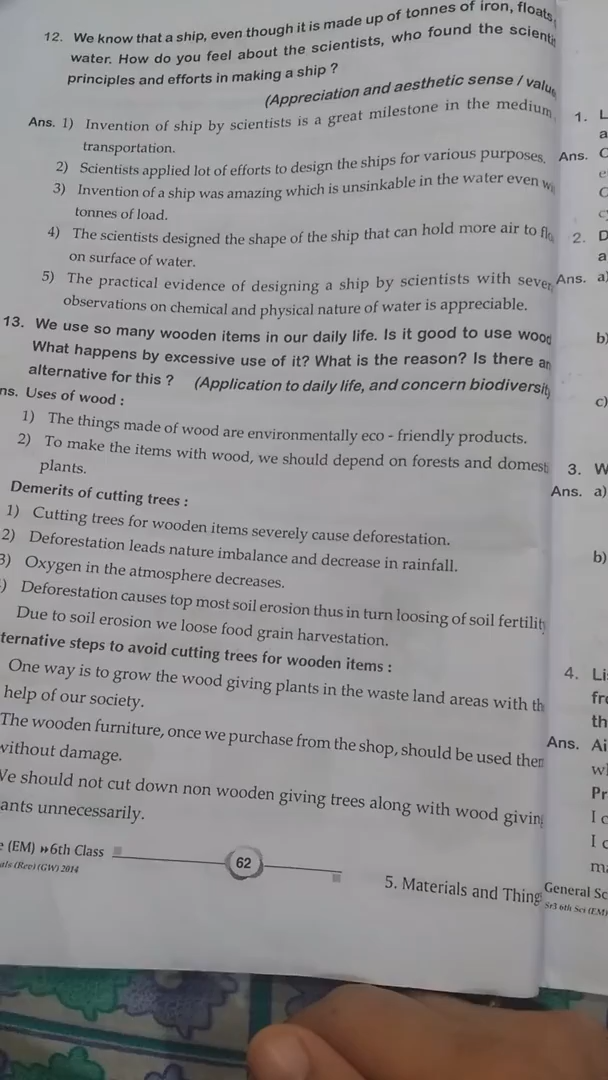 12. We know that a ship, even though it is made up of tonnes of iron, floats
water. How do you feel about the scientists, who found the scienti
principles and efforts in making a ship ?
(Appreciation and aesthetic sense / valu
Ans. 1) Invention of ship by scientists is a great milestone in the medium
transportation.
2) Scientists applied lot of efforts to design the ships for various purposes.
3) Invention of a ship was amazing which is unsinkable in the water even wi
tonnes of load.
4) The scientists designed the shape of the ship that can hold more air to flo
on surface of water.
5) The practical evidence of designing a ship by scientists with sever
observations on chemical and physical nature of water is appreciable.
13. We use so many wooden items in our daily life. Is it good to use wood
What happens by excessive use of it? What is the reason? Is there an
alternative for this ? (Application to daily life, and concern biodiversity
ns. Uses of wood :
1) The things made of wood are environmentally eco - friendly products.
2) To make the items with wood, we should depend on forests and domest
plants.
Demerits of cutting trees :
1) Cutting trees for wooden items severely cause deforestation.
2) Deforestation leads nature imbalance and decrease in rainfall.
3) Oxygen in the atmosphere decreases.
) Deforestation causes top most soil erosion thus in turn loosing of soil fertility
Due to soil erosion we loose food grain harvestation.
ternative steps to avoid cutting trees for wooden items :
One way is to grow the wood giving plants in the waste land areas with th
help of our society.
The wooden furniture, once we purchase from the shop, should be used then
without damage.
We should not cut down non wooden giving trees along with wood giving
ants unnecessarily.
e (EM) »6th Class
als (Rev) (GW) 2014
62
5. Materials and Thing
1. L
a
Ans. C
e
C
c
2. D
a
Ans. a)
b)
c)
3. W
Ans. a)
b)
4. Li
fro
th
Ans. Ai
wi
Pr
I c
I c
ma
General Sc
Sr3 6th Sci (EM)